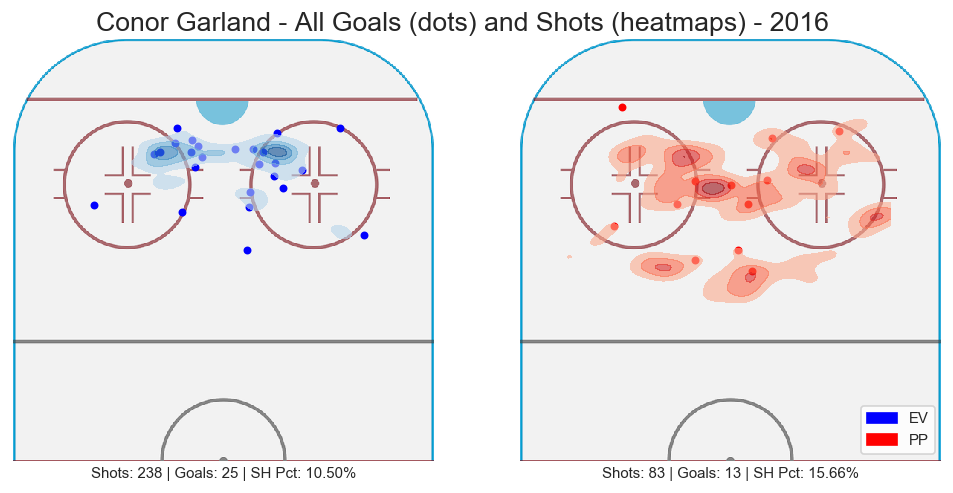 Conor Garland - All Goals (dots) and Shots (heatmaps) - 2016
EV
PP
Shots: 238 | Goals: 25 | SH Pct: 10.50%
Shots: 83 | Goals: 13 | SH Pct: 15.66%